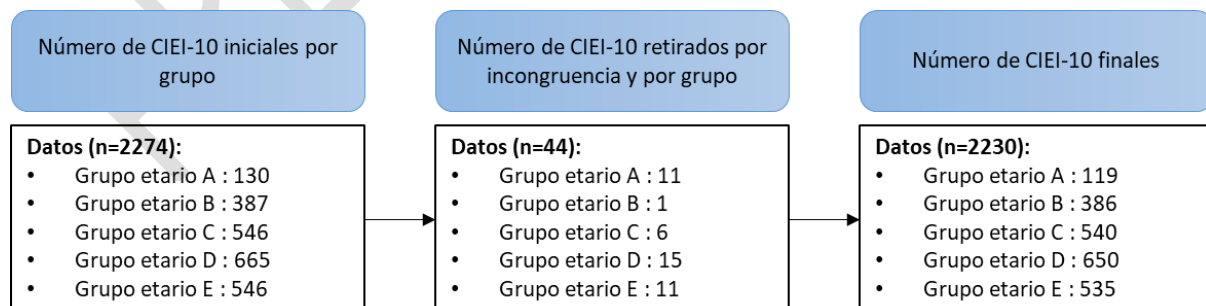 Número de CIEI-10 iniciales por
grupo
Número de CIEI-10 retirados por
incongruencia y por grupo
Número de CIEI-10 finales
Datos (n=2274):
• Grupo etario A : 130
• Grupo etario B : 387
• Grupo etario C : 546
• Grupo etario D : 665
• Grupo etario E : 546
Datos (n=44):
• Grupo etario A : 11
• Grupo etario B : 1
• Grupo etario C : 6
• Grupo etario D : 15
• Grupo etario E : 11
Datos (n=2230):
• Grupo etario A : 119
• Grupo etario B : 386
• Grupo etario C : 540
• Grupo etario D : 650
• Grupo etario E : 535